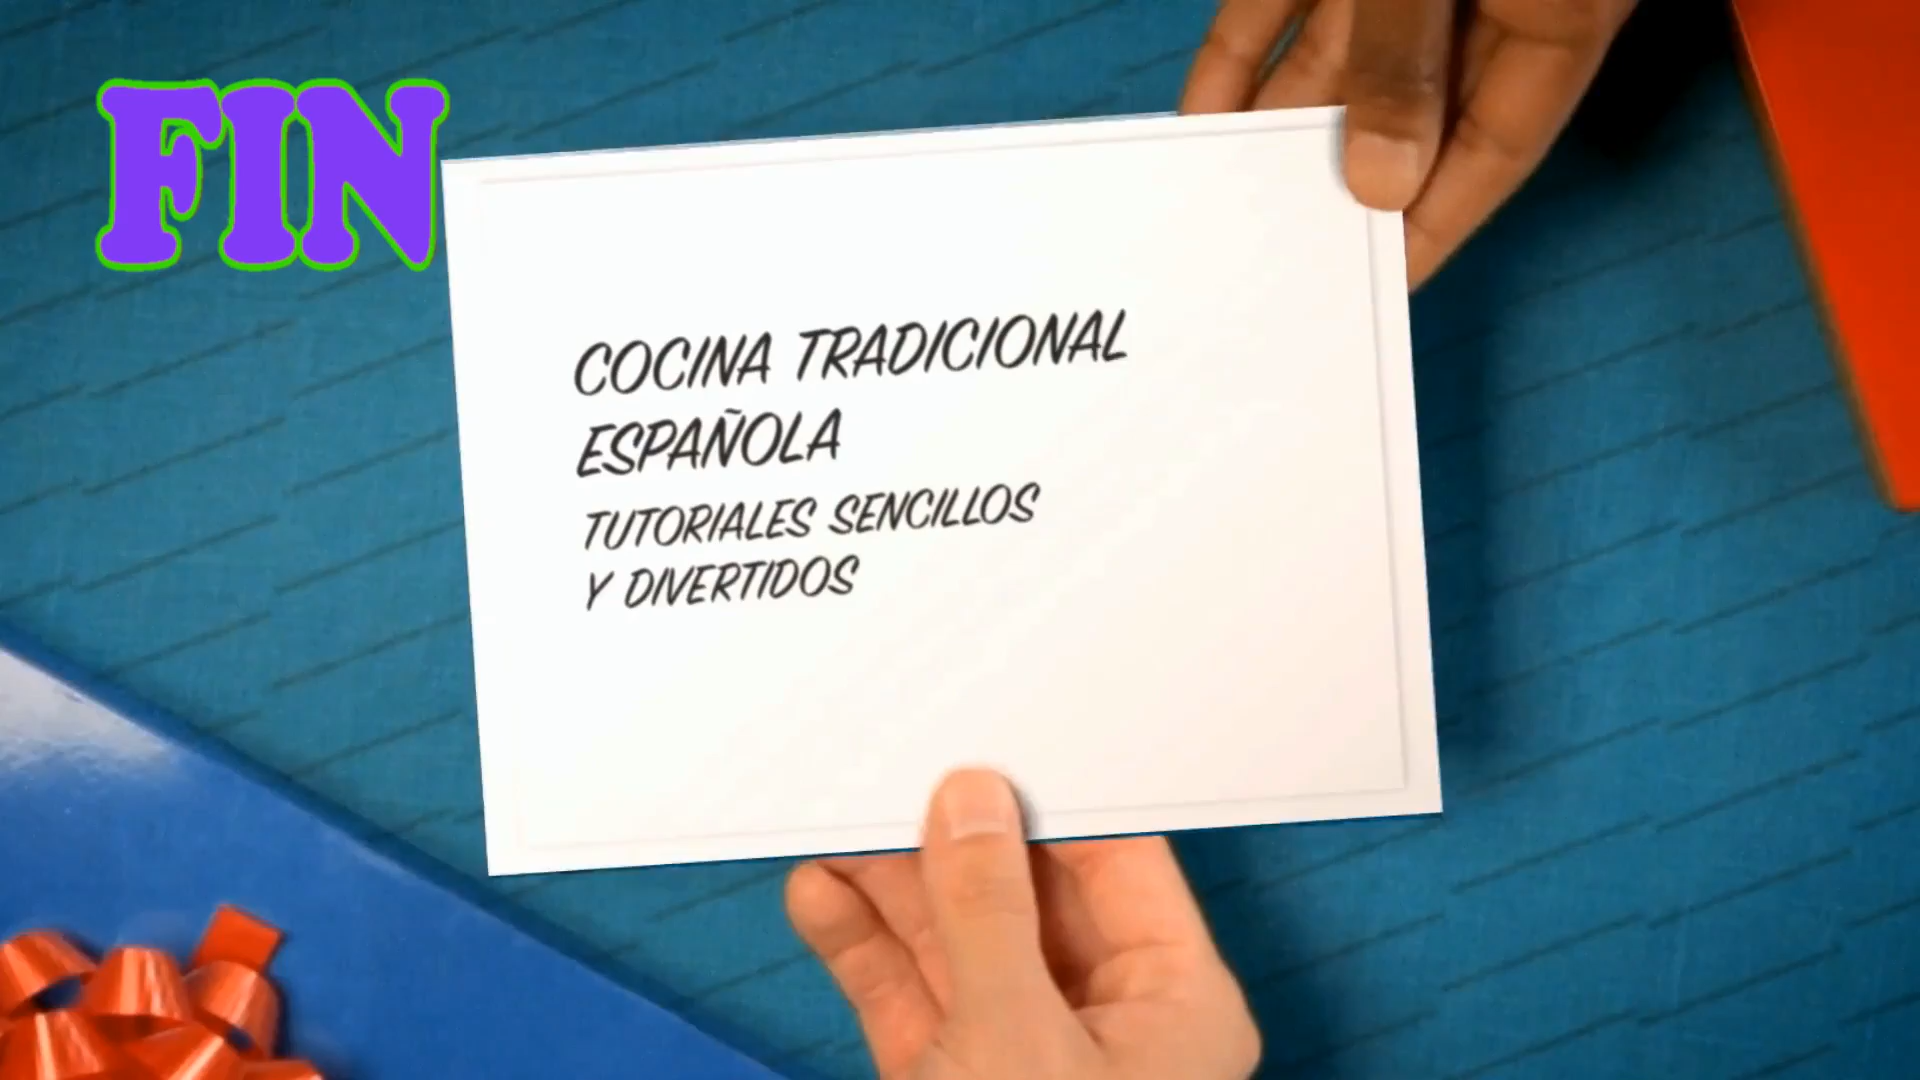 FIN
COCINA TRADICIONAL
ESPAÑOLA
TUTORIALES SENCILLOS
Y DIVERTIDOS